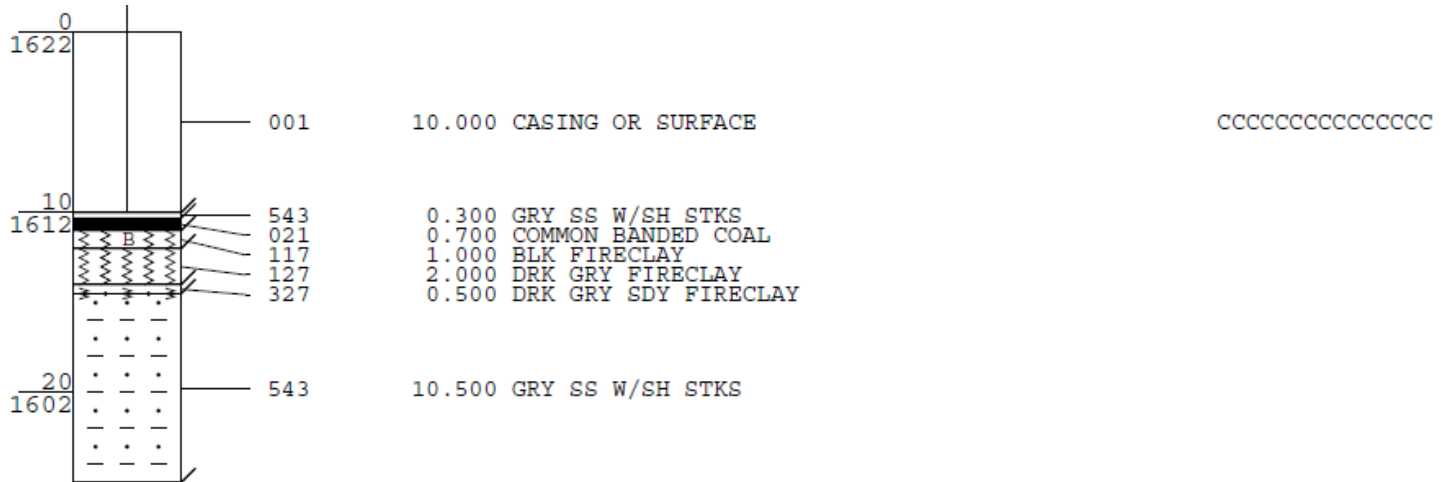 0
1622
001 10.000 CASING OR SURFACE CCCCCCCCCCCCCCC
10
1612
543 0.300 GRY SS W/SH STKS
021 0.700 COMMON BANDED COAL
B
117 1.000 BLK FIRECLAY
127 2.000 DRK GRY FIRECLAY
327 0.500 DRK GRY SDY FIRECLAY
20
1602
543 10.500 GRY SS W/SH STKS